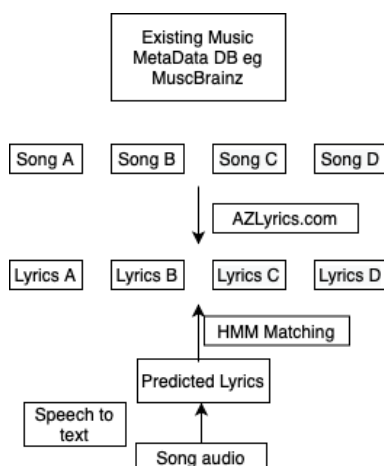 Existing Music
MetaData DB eg
MuscBrainz
Song A Song B Song C Song D
AZLyrics.com
Lyrics A Lyrics B Lyrics C Lyrics D
HMM Matching
Predicted Lyrics
Speech to
text
Song audio